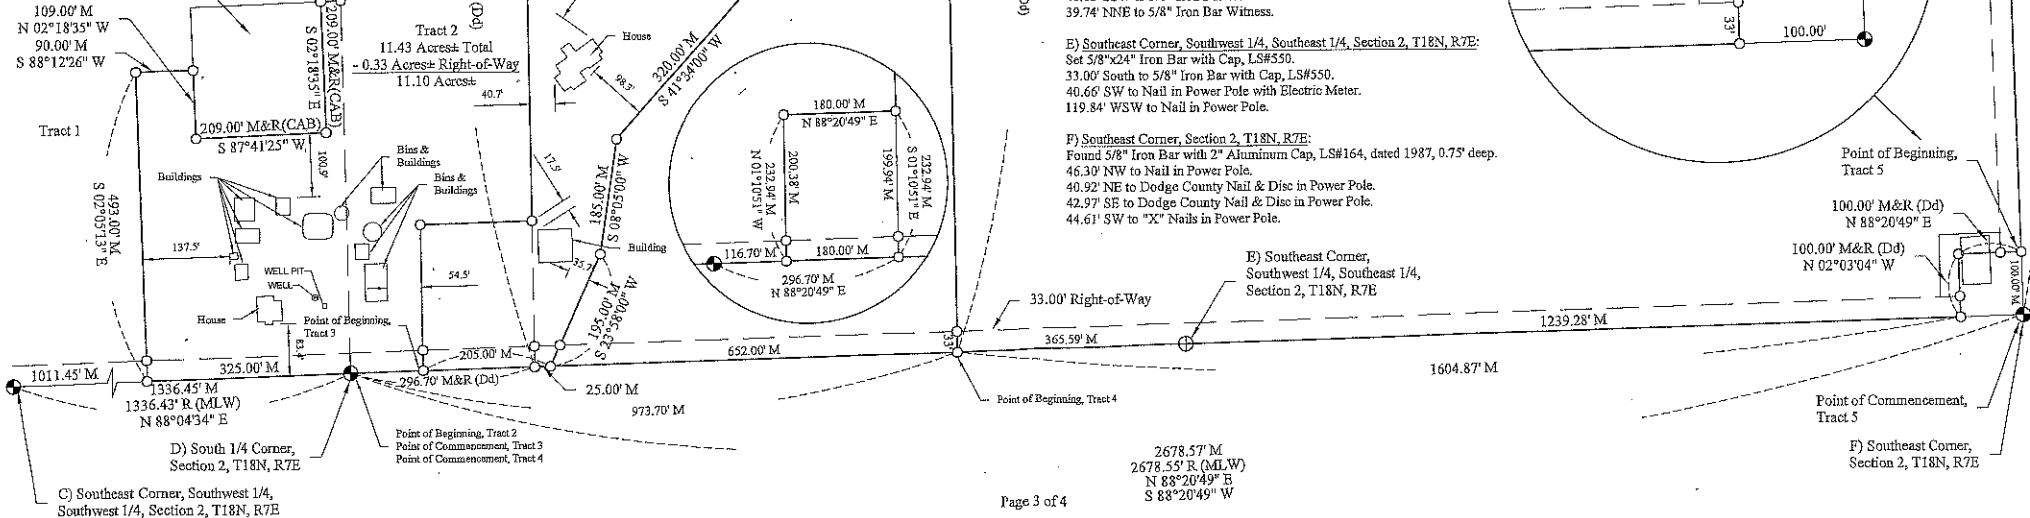 109.00' M
N 02°18'35" W
90.00' M
S 88°12'26" W
Tract 1
493.00' M
S 02°05'13" E
209.00' M&R(CAB)
S 02°18'35" E
209.00' M&R(CAB)
S 87°41'25" W
100.9'
Tract 2
11.43 Acres± Total
- 0.33 Acres± Right-of-Way
11.10 Acres±
(Dd)
40.7'
House
98.3'
320.00' M
S 41°34'00" W
Bins &
Buildings
Bins &
Buildings
Buildings
137.5'
WELL PIT
WELL
House
83.4'
54.5'
17.5'
185.00' M
S 08°05'00" W
Building
35.7'
195.00' M
S 23°58'00" W
Point of Beginning,
Tract 3
205.00' M
296.70' M&R (Dd)
25.00' M
325.00' M
1011.45' M
1336.45' M
1336.43' R (MLW)
N 88°04'34" E
D) South 1/4 Corner,
Section 2, T18N, R7E
C) Southeast Corner, Southwest 1/4,
Southwest 1/4, Section 2, T18N, R7E
Point of Beginning, Tract 2
Point of Commencement, Tract 3
Point of Commencement, Tract 4
180.00' M
N 88°20'49" E
200.38' M
232.94' M
N 01°10'51" W
199.94' M
232.94' M
S 01°10'51" E
116.70' M
180.00' M
296.70' M
N 88°20'49" E
652.00' M
973.70' M
33'
Point of Beginning, Tract 4
33.00' Right-of-Way
365.59' M
39.74' NNE to 5/8" Iron Bar Witness.
E) Southeast Corner, Southwest 1/4, Southeast 1/4, Section 2, T18N, R7E:
Set 5/8"x24" Iron Bar with Cap, LS#550.
33.00' South to 5/8" Iron Bar with Cap, LS#550.
40.66' SW to Nail in Power Pole with Electric Meter.
119.84' WSW to Nail in Power Pole.
F) Southeast Corner, Section 2, T18N, R7E:
Found 5/8" Iron Bar with 2" Aluminum Cap, LS#164, dated 1987, 0.75' deep.
46.30' NW to Nail in Power Pole.
40.92' NE to Dodge County Nail & Disc in Power Pole.
42.97' SE to Dodge County Nail & Disc in Power Pole.
44.61' SW to "X" Nails in Power Pole.
E) Southeast Corner,
Southwest 1/4, Southeast 1/4,
Section 2, T18N, R7E
33'
100.00'
Point of Beginning,
Tract 5
100.00' M&R (Dd)
N 88°20'49" E
100.00' M&R (Dd)
N 02°03'04" W
100.00' M
1239.28' M
1604.87' M
Point of Commencement,
Tract 5
F) Southeast Corner,
Section 2, T18N, R7E
2678.57' M
2678.55' R (MLW)
N 88°20'49" E
S 88°20'49" W
Page 3 of 4